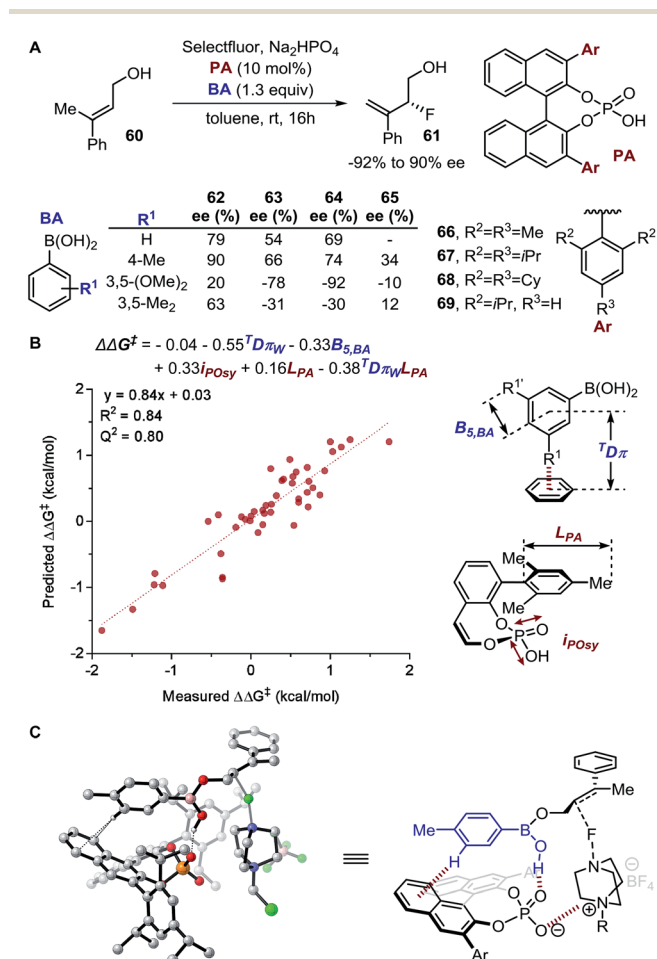 A
Selectfluor, Na2HPO4
PA (10 mol%)
BA (1.3 equiv)
toluene, rt, 16h
OH
Me
Ph
60
OH
F
Ph
61
-92% to 90% ee
Ar
O
O
P
O
OH
Ar
PA
BA
B(OH)2
R1
R1 62 ee (%) 63 ee (%) 64 ee (%) 65 ee (%)
H 79 54 69 -
4-Me 90 66 74 34
3,5-(OMe)2 20 -78 -92 -10
3,5-Me2 63 -31 -30 12
66, R2=R3=Me
67, R2=R3=iPr
68, R2=R3=Cy
69, R2=iPr, R3=H
R2
R2
R3
Ar
B
ΔΔG‡ = - 0.04 - 0.55TDπW - 0.33B5,BA
+ 0.33iPOsy + 0.16LPA - 0.38TDπWLPA
y = 0.84x + 0.03
R2 = 0.84
Q2 = 0.80
Predicted ΔΔG‡ (kcal/mol)
2
1
0
-1
-2
-2 -1 0 1 2
Measured ΔΔG‡ (kcal/mol)
R1'
B(OH)2
B5,BA
R1
TDπ
LPA
Me
Me
Me
O
P
O
O
OH
iPOsy
C
≡
Me
B
O
O
H
H
Me
F
N
N
⊕
R
BF4
⊖
Ar
O
O
P
O
O
⊖
Ar